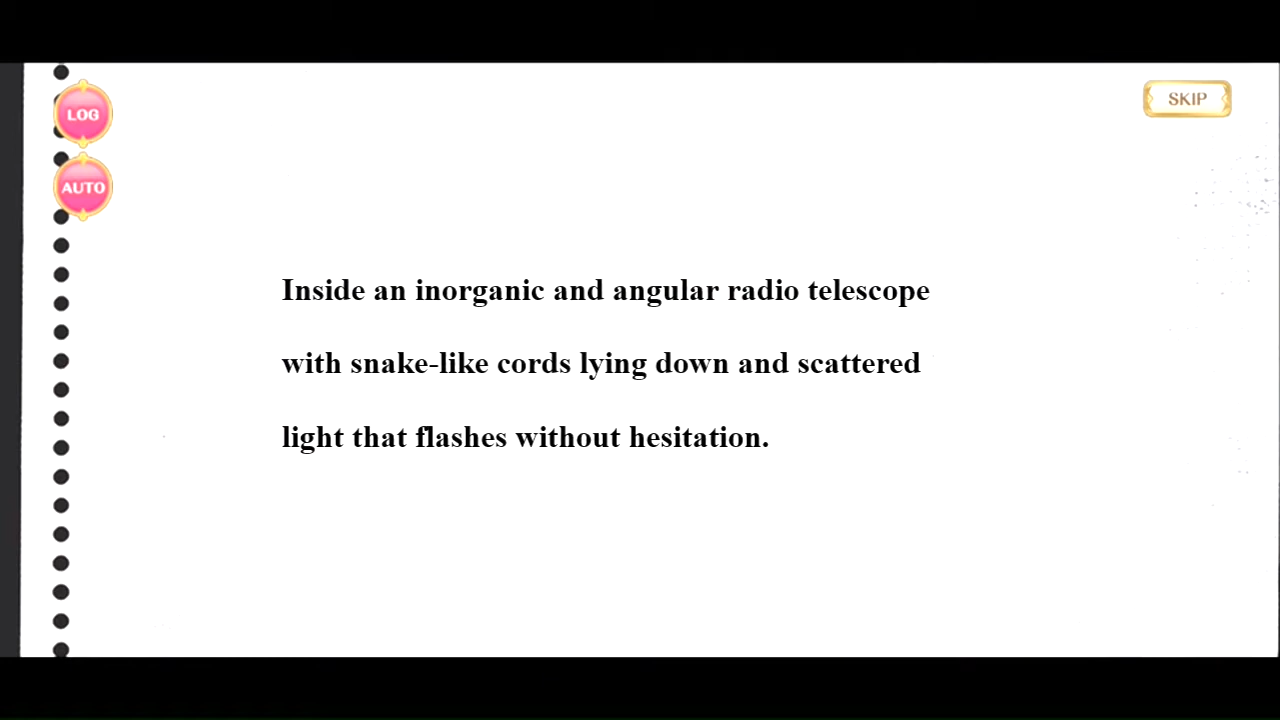 LOG
SKIP
AUTO
Inside an inorganic and angular radio telescope
with snake-like cords lying down and scattered
light that flashes without hesitation.